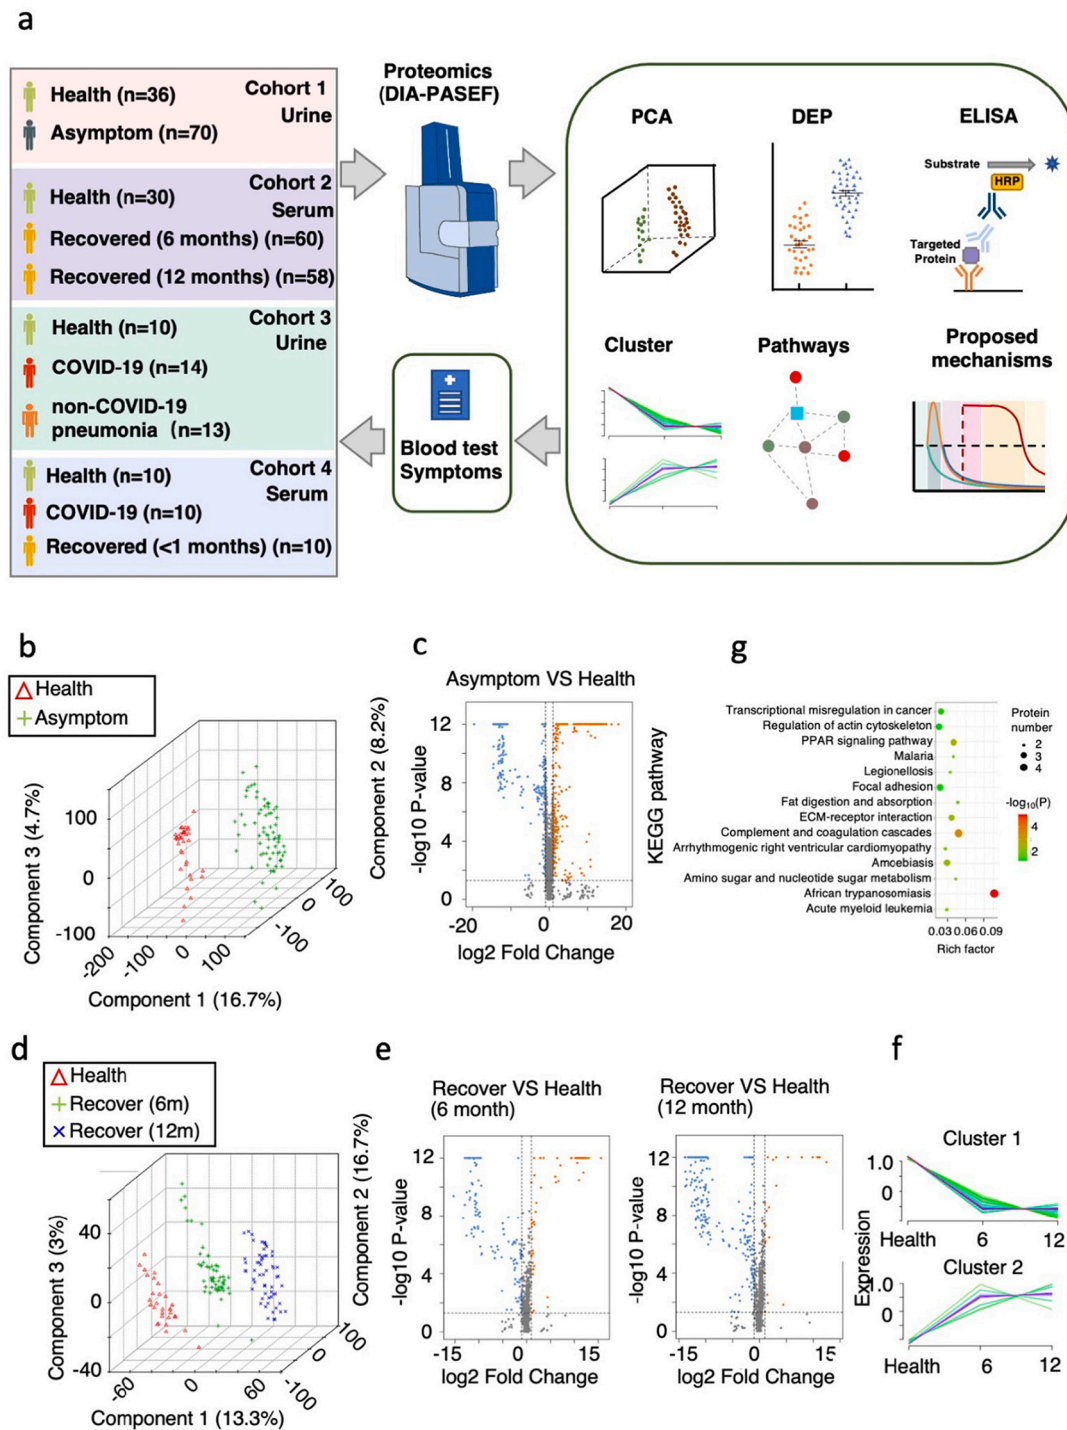 a
Health (n=36)
Cohort 1
Urine
Asymptom (n=70)
Cohort 2
Health (n=30)
Serum
Recovered (6 months) (n=60)
Recovered (12 months) (n=58)
Cohort 3
Health (n=10)
Urine
COVID-19 (n=14)
non-COVID-19
pneumonia (n=13)
Cohort 4
Health (n=10)
Serum
COVID-19 (n=10)
Recovered (<1 months) (n=10)
Proteomics
(DIA-PASEF)
Blood test
Symptoms
PCA
DEP
ELISA
Substrate
HRP
Targeted
Protein
Cluster
Pathways
Proposed
mechanisms
b
Health
Asymptom
Component 3 (4.7%)
100
0
-100
-200
-100
0
100
Component 1 (16.7%)
-100
0
100
Component 2 (8.2%)
c
Asymptom VS Health
-log10 P-value
12
8
4
0
-20
0
20
log2 Fold Change
g
KEGG pathway
Transcriptional misregulation in cancer
Regulation of actin cytoskeleton
PPAR signaling pathway
Malaria
Legionellosis
Focal adhesion
Fat digestion and absorption
ECM-receptor interaction
Complement and coagulation cascades
Arrhythmogenic right ventricular cardiomyopathy
Amoebiasis
Amino sugar and nucleotide sugar metabolism
African trypanosomiasis
Acute myeloid leukemia
0.03 0.06 0.09
Rich factor
Protein
number
2
3
4
-log10(P)
4
2
d
Health
Recover (6m)
Recover (12m)
Component 3 (3%)
40
0
-40
-60
0
60
Component 1 (13.3%)
-100
0
100
Component 2 (16.7%)
e
Recover VS Health
(6 month)
-log10 P-value
12
8
4
0
-15
0
15
log2 Fold Change
Recover VS Health
(12 month)
-log10 P-value
12
8
4
0
-15
0
15
log2 Fold Change
f
Cluster 1
1.0
0
Health
6
12
Expression
Cluster 2
1.0
0
Health
6
12